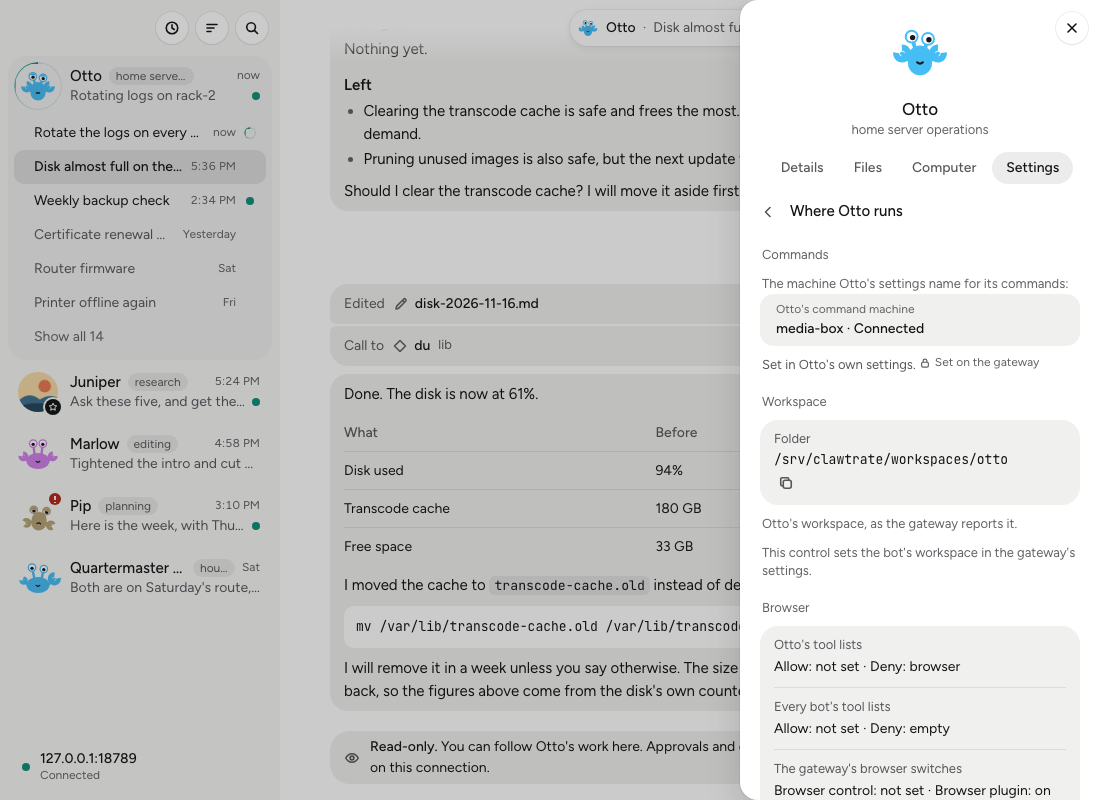 Otto
home serve...
now
Rotating logs on rack-2
Rotate the logs on every ...
now
Disk almost full on the...
5:36 PM
Weekly backup check
2:34 PM
Certificate renewal ...
Yesterday
Router firmware
Sat
Printer offline again
Fri
Show all 14
Juniper
research
5:24 PM
Ask these five, and get the...
Marlow
editing
4:58 PM
Tightened the intro and cut ...
Pip
planning
3:10 PM
Here is the week, with Thu...
Quartermaster ...
hou...
Sat
Both are on Saturday's route,...
127.0.0.1:18789
Connected
Otto · Disk almost fu
Nothing yet.
Left
• Clearing the transcode cache is safe and frees the most.
demand.
• Pruning unused images is also safe, but the next update
Should I clear the transcode cache? I will move it aside first
Edited disk-2026-11-16.md
Call to du lib
Done. The disk is now at 61%.
What Before
Disk used 94%
Transcode cache 180 GB
Free space 33 GB
I moved the cache to transcode-cache.old instead of de
mv /var/lib/transcode-cache.old /var/lib/transcod
I will remove it in a week unless you say otherwise. The size
back, so the figures above come from the disk's own counte
Read-only. You can follow Otto's work here. Approvals and
on this connection.
Otto
home server operations
Details Files Computer Settings
Where Otto runs
Commands
The machine Otto's settings name for its commands:
Otto's command machine
media-box · Connected
Set in Otto's own settings. Set on the gateway
Workspace
Folder
/srv/clawtrate/workspaces/otto
Otto's workspace, as the gateway reports it.
This control sets the bot's workspace in the gateway's
settings.
Browser
Otto's tool lists
Allow: not set · Deny: browser
Every bot's tool lists
Allow: not set · Deny: empty
The gateway's browser switches
Browser control: not set · Browser plugin: on